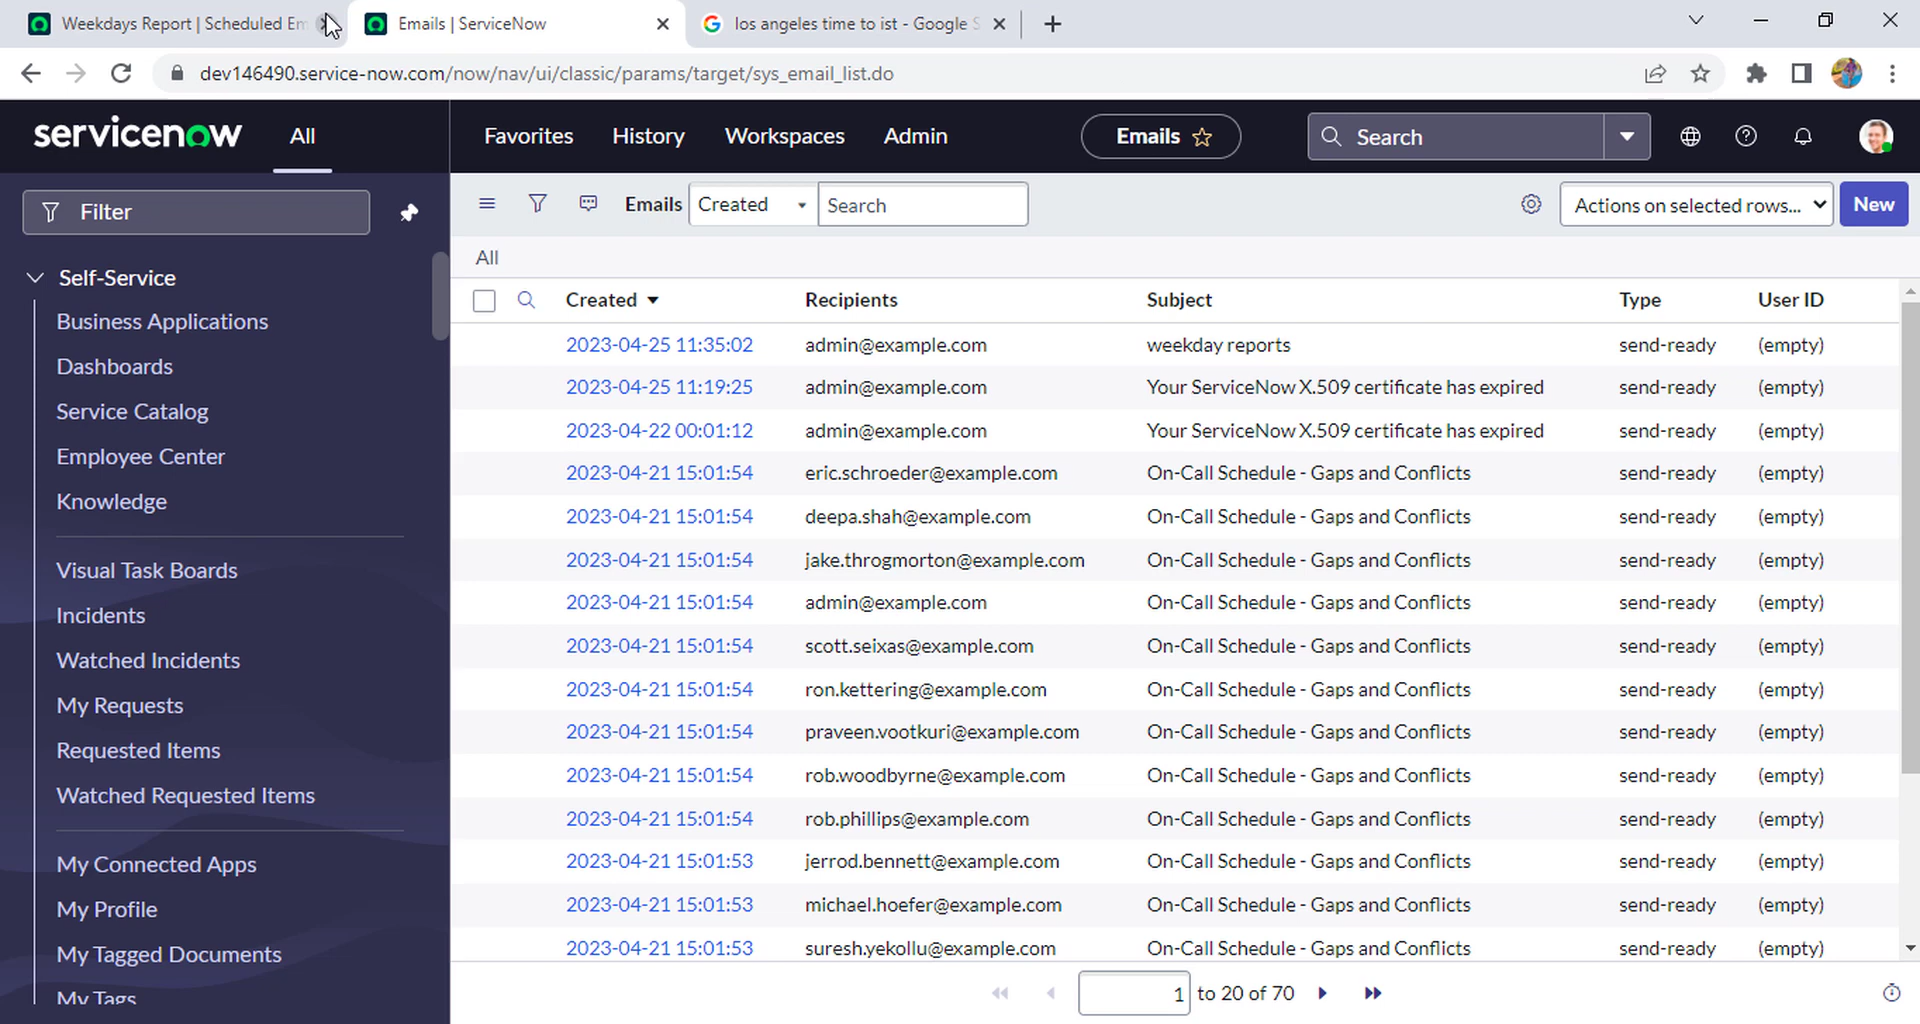 Weekdays Report | Scheduled Em
Emails | ServiceNow
los angeles time to ist - Google S
dev146490.service-now.com/now/nav/ui/classic/params/target/sys_email_list.do
servicenow
All
Favorites
History
Workspaces
Admin
Emails
Search
Filter
Emails
Created
Search
Actions on selected rows...
New
All
Self-Service
Business Applications
Dashboards
Service Catalog
Employee Center
Knowledge
Visual Task Boards
Incidents
Watched Incidents
My Requests
Requested Items
Watched Requested Items
My Connected Apps
My Profile
My Tagged Documents
My Tags
Created Recipients Subject Type User ID
2023-04-25 11:35:02 admin@example.com weekday reports send-ready (empty)
2023-04-25 11:19:25 admin@example.com Your ServiceNow X.509 certificate has expired send-ready (empty)
2023-04-22 00:01:12 admin@example.com Your ServiceNow X.509 certificate has expired send-ready (empty)
2023-04-21 15:01:54 eric.schroeder@example.com On-Call Schedule - Gaps and Conflicts send-ready (empty)
2023-04-21 15:01:54 deepa.shah@example.com On-Call Schedule - Gaps and Conflicts send-ready (empty)
2023-04-21 15:01:54 jake.throgmorton@example.com On-Call Schedule - Gaps and Conflicts send-ready (empty)
2023-04-21 15:01:54 admin@example.com On-Call Schedule - Gaps and Conflicts send-ready (empty)
2023-04-21 15:01:54 scott.seixas@example.com On-Call Schedule - Gaps and Conflicts send-ready (empty)
2023-04-21 15:01:54 ron.kettering@example.com On-Call Schedule - Gaps and Conflicts send-ready (empty)
2023-04-21 15:01:54 praveen.vootkuri@example.com On-Call Schedule - Gaps and Conflicts send-ready (empty)
2023-04-21 15:01:54 rob.woodbyrne@example.com On-Call Schedule - Gaps and Conflicts send-ready (empty)
2023-04-21 15:01:54 rob.phillips@example.com On-Call Schedule - Gaps and Conflicts send-ready (empty)
2023-04-21 15:01:53 jerrod.bennett@example.com On-Call Schedule - Gaps and Conflicts send-ready (empty)
2023-04-21 15:01:53 michael.hoefer@example.com On-Call Schedule - Gaps and Conflicts send-ready (empty)
2023-04-21 15:01:53 suresh.yekollu@example.com On-Call Schedule - Gaps and Conflicts send-ready (empty)
1 to 20 of 70